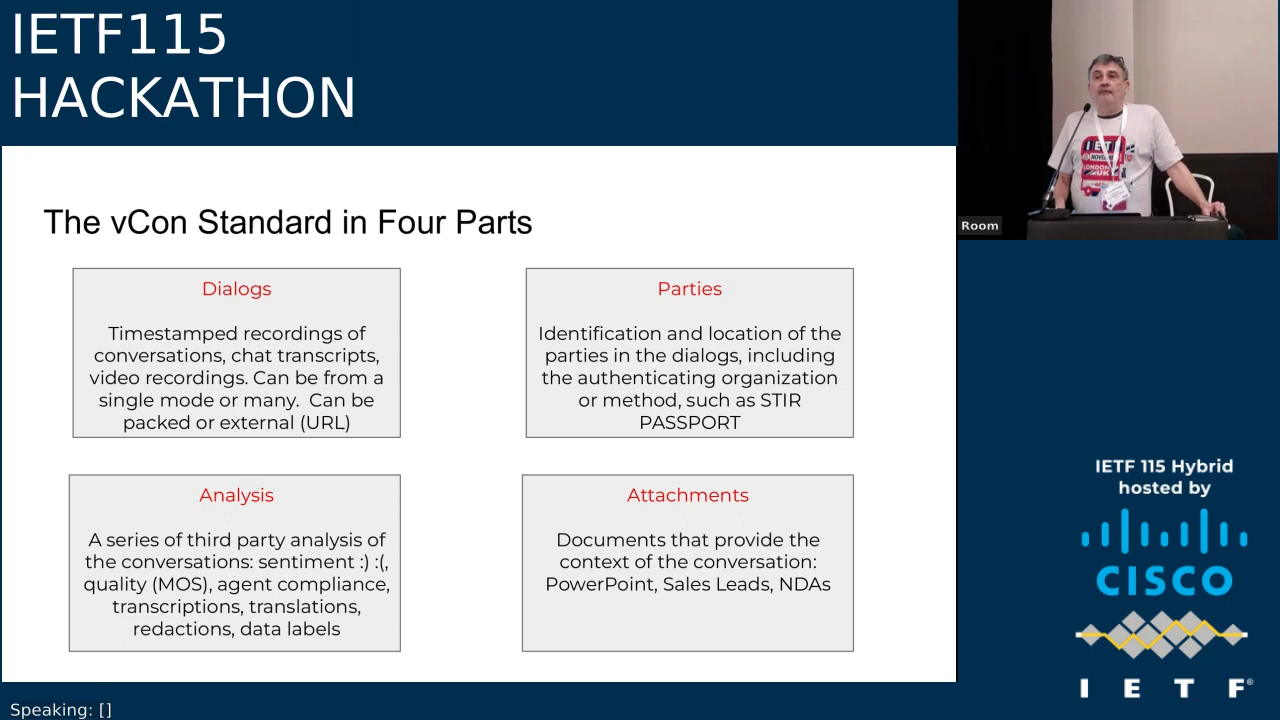 IETF115
HACKATHON
The vCon Standard in Four Parts
Dialogs
Timestamped recordings of
conversations, chat transcripts,
video recordings. Can be from a
single mode or many.  Can be
packed or external (URL)
Parties
Identification and location of the
parties in the dialogs, including
the authenticating organization
or method, such as STIR
PASSPORT
Analysis
A series of third party analysis of
the conversations: sentiment :) :(,
quality (MOS), agent compliance,
transcriptions, translations,
redactions, data labels
Attachments
Documents that provide the
context of the conversation:
PowerPoint, Sales Leads, NDAs
IETF
LONDON
UK
Room
IETF 115 Hybrid
hosted by
CISCO
I E T F®
Speaking: []